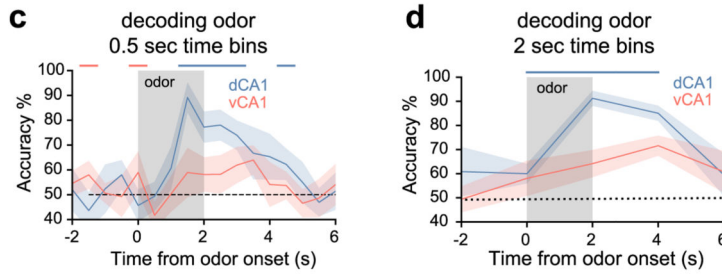 c
decoding odor
0.5 sec time bins
odor
dCA1
vCA1
Accuracy %
100
90
80
70
60
50
40
-2
0
2
4
6
Time from odor onset (s)
d
decoding odor
2 sec time bins
odor
dCA1
vCA1
Accuracy %
100
90
80
70
60
50
40
-2
0
2
4
6
Time from odor onset (s)